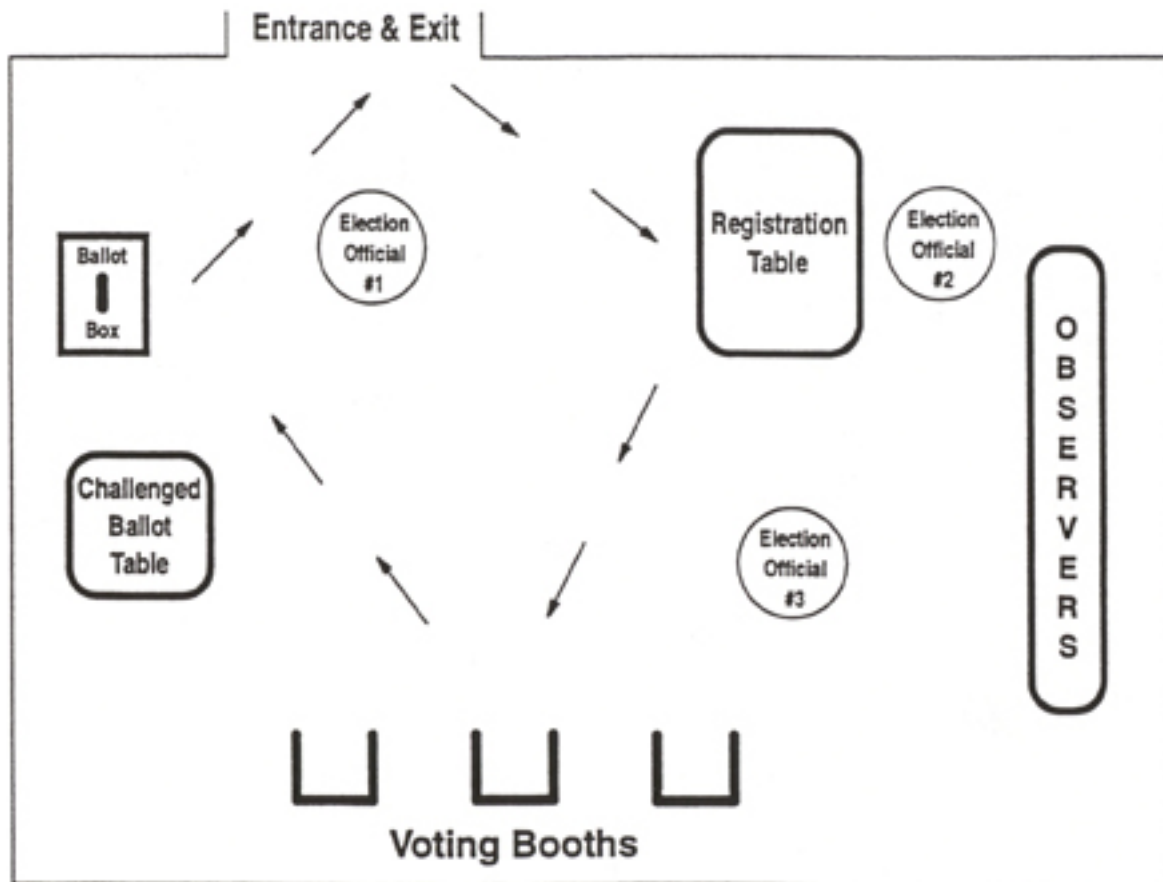 Entrance & Exit
Election
Official
#1
Registration
Table
Election
Official
#2
Ballot
Box
OBSERVERS
Challenged
Ballot
Table
Election
Official
#3
Voting Booths